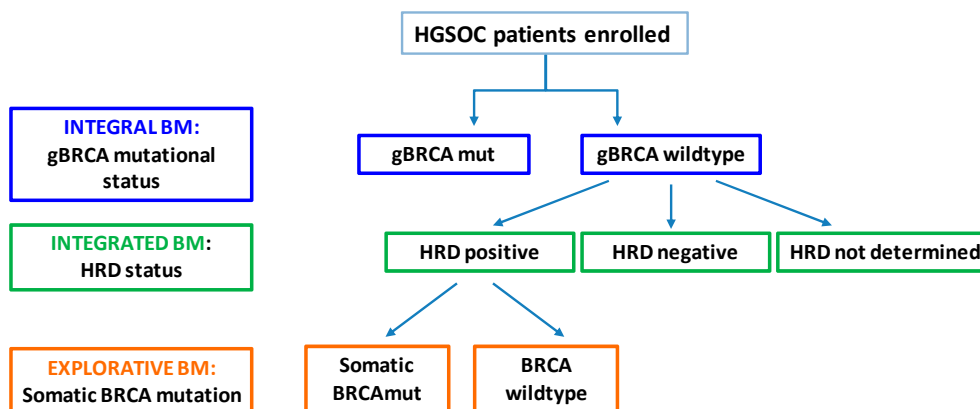 HGSOC patients enrolled
INTEGRAL BM:
gBRCA mutational
status
gBRCA mut
gBRCA wildtype
INTEGRATED BM:
HRD status
HRD positive
HRD negative
HRD not determined
EXPLORATIVE BM:
Somatic BRCA mutation
Somatic
BRCAmut
BRCA
wildtype